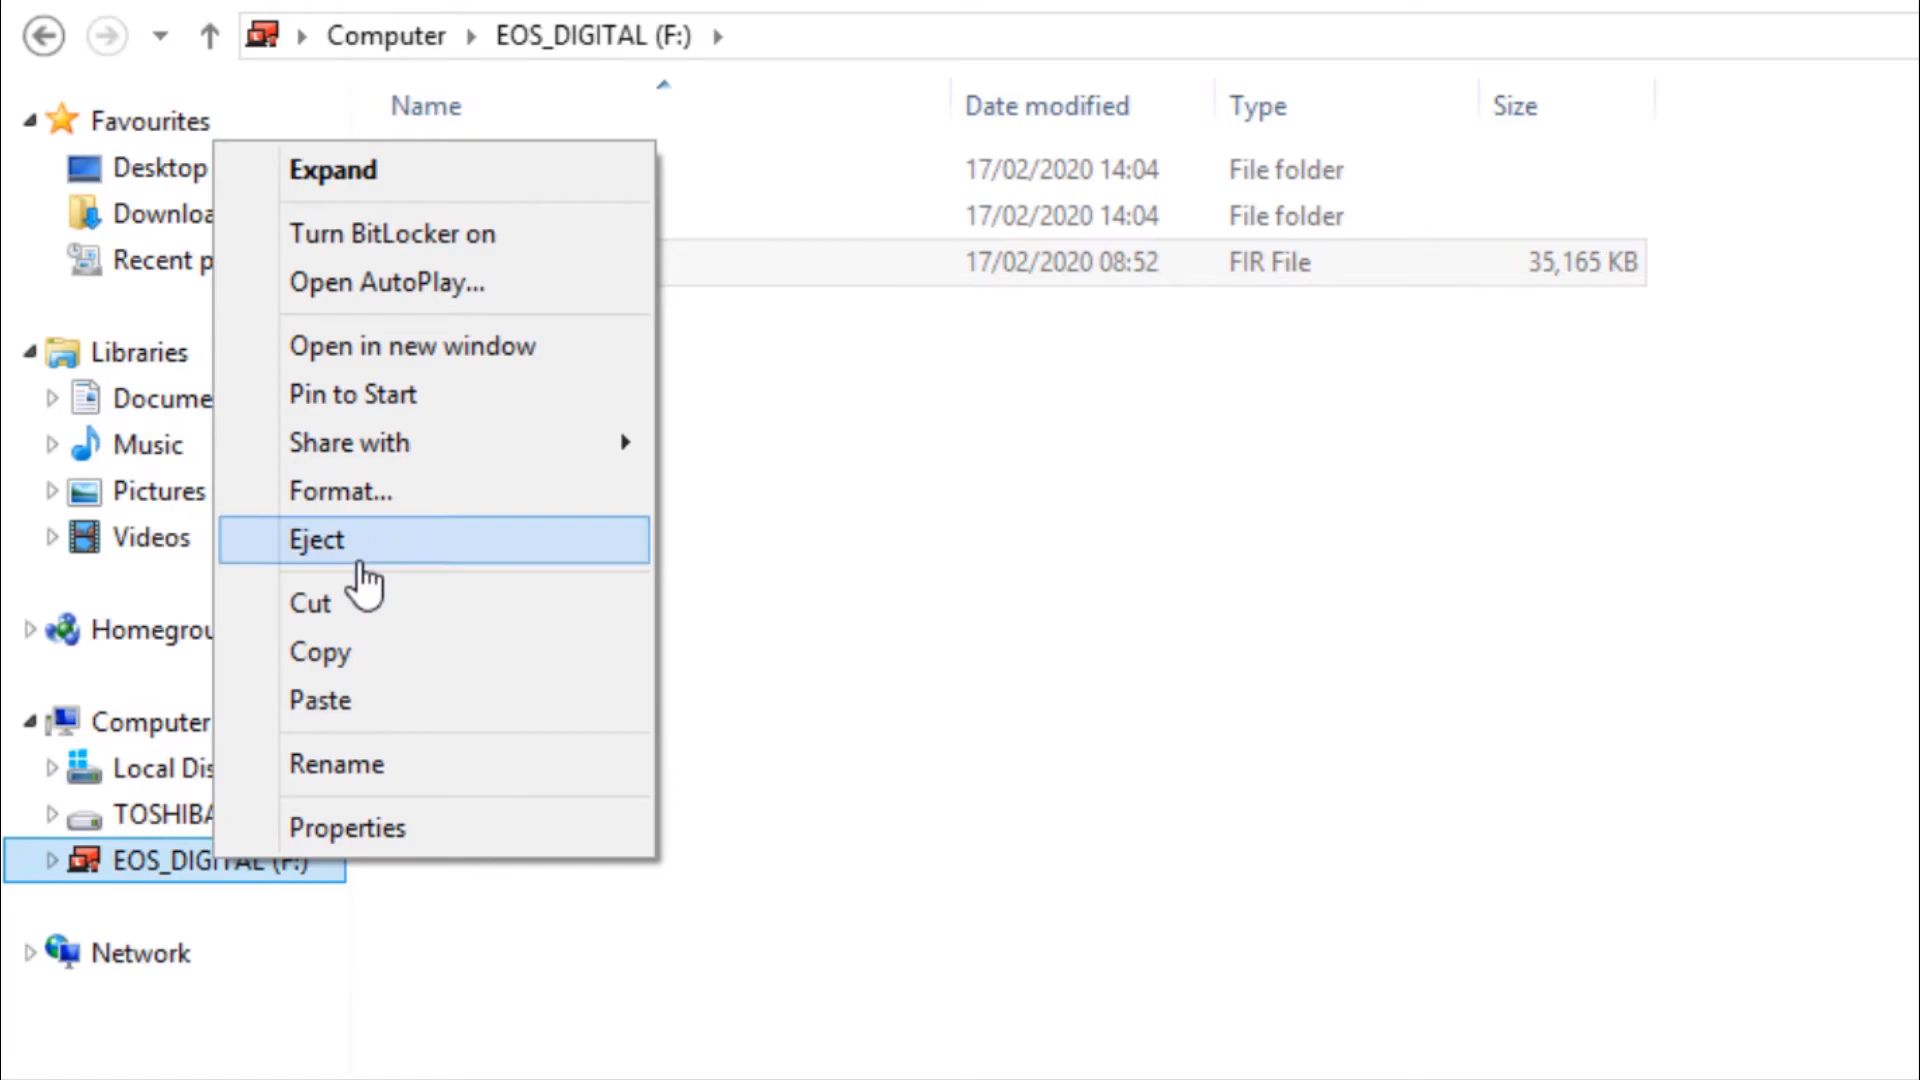 Computer EOS_DIGITAL (F:)
Name Date modified Type Size
Favourites
Desktop
Downloa
Recent p
Libraries
Docume
Music
Pictures
Videos
Homegrou
Computer
Local Dis
TOSHIBA
EOS_DIGITAL (F:)
Network
Expand
Turn BitLocker on
Open AutoPlay...
Open in new window
Pin to Start
Share with
Format...
Eject
Cut
Copy
Paste
Rename
Properties
17/02/2020 14:04 File folder
17/02/2020 14:04 File folder
17/02/2020 08:52 FIR File 35,165 KB